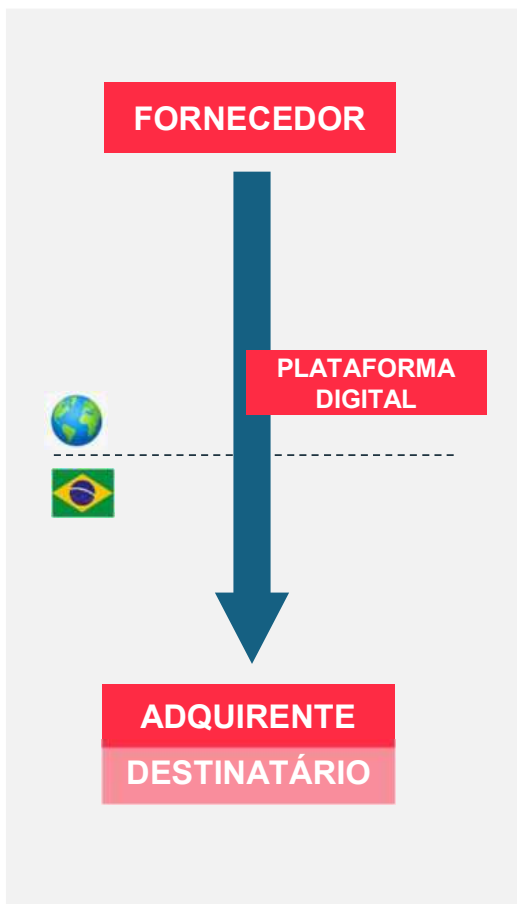 FORNECEDOR
PLATAFORMA
DIGITAL
ADQUIRENTE
DESTINATÁRIO